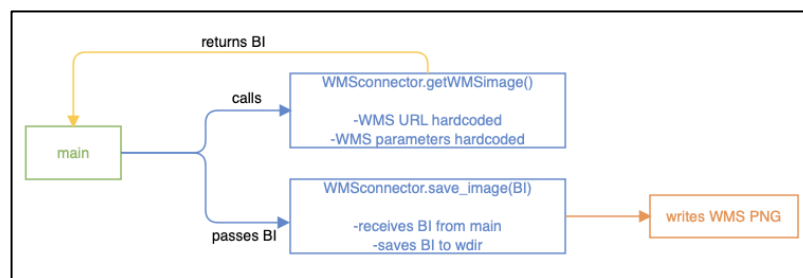 returns BI
WMSconnector.getWMSimage()
calls
-WMS URL hardcoded
-WMS parameters hardcoded
main
WMSconnector.save_image(BI)
-receives BI from main
writes WMS PNG
passes BI
-saves BI to wdir